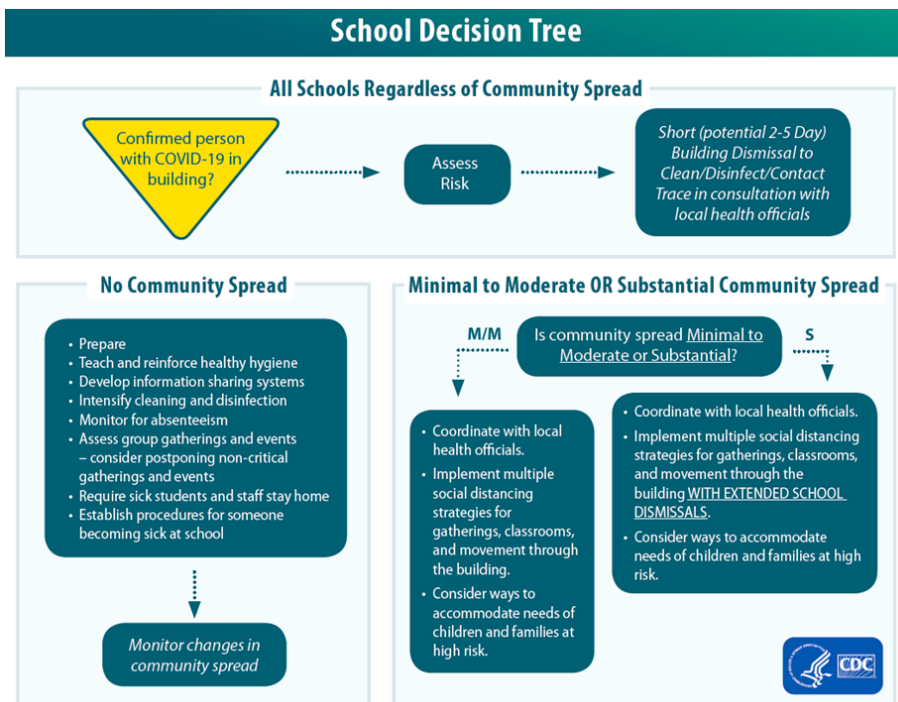 School Decision Tree
All Schools Regardless of Community Spread
Confirmed person
with COVID-19 in
building?
Assess
Risk
Short (potential 2-5 Day)
Building Dismissal to
Clean/Disinfect/Contact
Trace in consultation with
local health officials
No Community Spread
• Prepare
• Teach and reinforce healthy hygiene
• Develop information sharing systems
• Intensify cleaning and disinfection
• Monitor for absenteeism
• Assess group gatherings and events
– consider postponing non-critical
gatherings and events
• Require sick students and staff stay home
• Establish procedures for someone
becoming sick at school
Monitor changes in
community spread
Minimal to Moderate OR Substantial Community Spread
M/M
Is community spread Minimal to
Moderate or Substantial?
S
• Coordinate with local
health officials.
• Implement multiple
social distancing
strategies for
gatherings, classrooms,
and movement through
the building.
• Consider ways to
accommodate needs of
children and families at
high risk.
• Coordinate with local health officials.
• Implement multiple social distancing
strategies for gatherings, classrooms,
and movement through the
building WITH EXTENDED SCHOOL
DISMISSALS.
• Consider ways to accommodate
needs of children and families at high
risk.
CDC